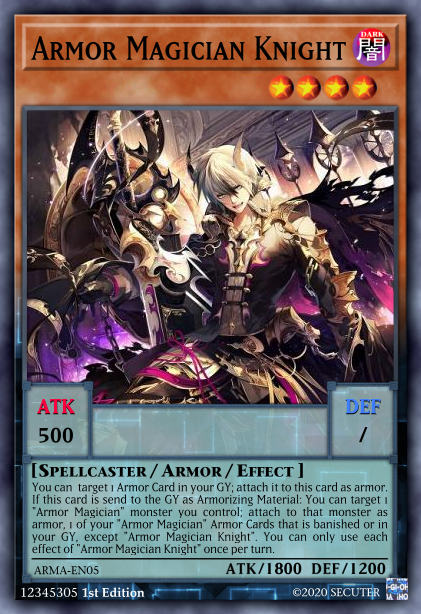 Armor Magician Knight
DARK
闇
ATK
500
DEF
/
[Spellcaster / Armor / Effect ]
You can target 1 Armor Card in your GY; attach it to this card as armor.
If this card is send to the GY as Armorizing Material: You can target 1
"Armor Magician" monster you control; attach to that monster as
armor, 1 of your "Armor Magician" Armor Cards that is banished or in
your GY, except "Armor Magician Knight". You can only use each
effect of "Armor Magician Knight" once per turn.
ARMA-EN05
ATK/1800 DEF/1200
12345305 1st Edition
©2020 SECUTER